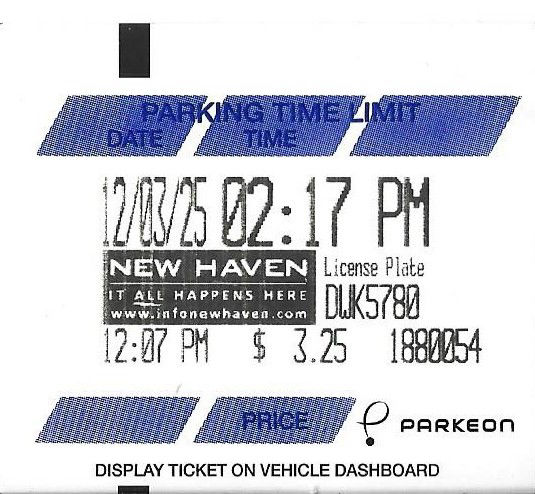 PARKING TIME LIMIT
DATE TIME
12/03/25 02:17 PM
NEW HAVEN
IT ALL HAPPENS HERE
www.infonewhaven.com
License Plate
DWK5780
12:07 PM $ 3.25 1880054
PRICE
PARKEON
DISPLAY TICKET ON VEHICLE DASHBOARD